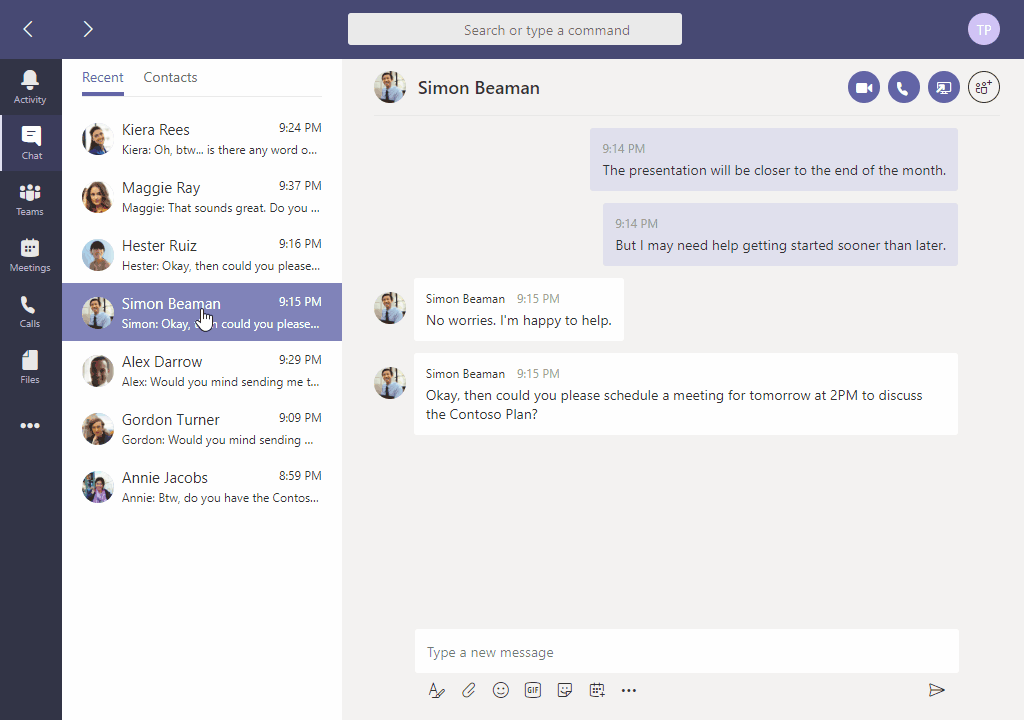 Search or type a command
TP
Activity
Chat
Teams
Meetings
Calls
Files
Recent Contacts
Kiera Rees 9:24 PM
Kiera: Oh, btw... is there any word o...
Maggie Ray 9:37 PM
Maggie: That sounds great. Do you ...
Hester Ruiz 9:16 PM
Hester: Okay, then could you please...
Simon Beaman 9:15 PM
Simon: Okay, could you please...
Alex Darrow 9:29 PM
Alex: Would you mind sending me t...
Gordon Turner 9:09 PM
Gordon: Would you mind sending ...
Annie Jacobs 8:59 PM
Annie: Btw, do you have the Contos...
Simon Beaman
9:14 PM
The presentation will be closer to the end of the month.
9:14 PM
But I may need help getting started sooner than later.
Simon Beaman 9:15 PM
No worries. I'm happy to help.
Simon Beaman 9:15 PM
Okay, then could you please schedule a meeting for tomorrow at 2PM to discuss
the Contoso Plan?
Type a new message
GIF